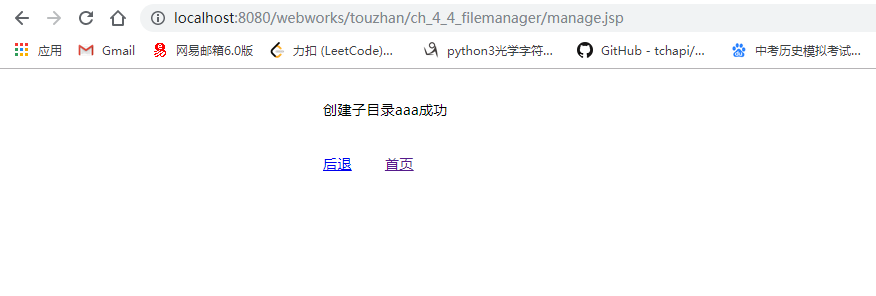 localhost:8080/webworks/touzhan/ch_4_4_filemanager/manage.jsp
应用 Gmail 网易邮箱6.0版 力扣 (LeetCode)... python3光学字符... GitHub - tchapi/... 中考历史模拟考试...
创建子目录aaa成功
后退 首页